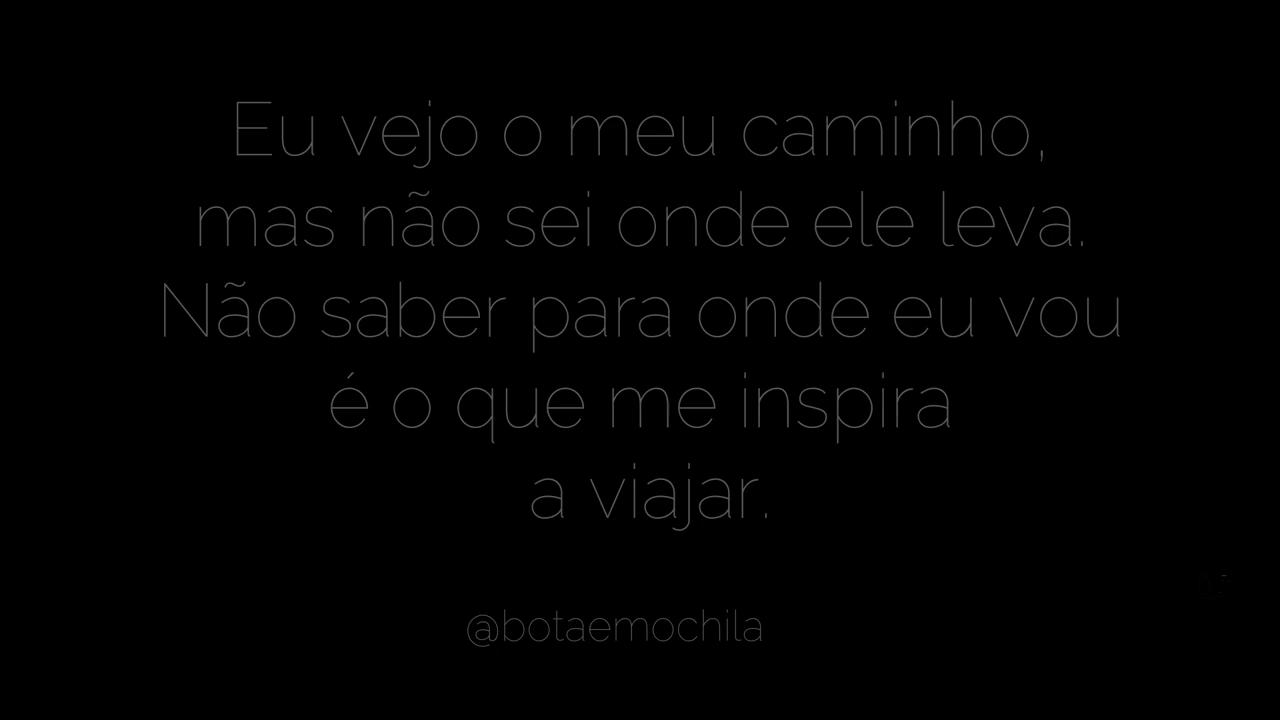 Eu vejo o meu caminho,
mas não sei onde ele leva.
Não saber para onde eu vou
é o que me inspira
a viajar.
@botaemochila